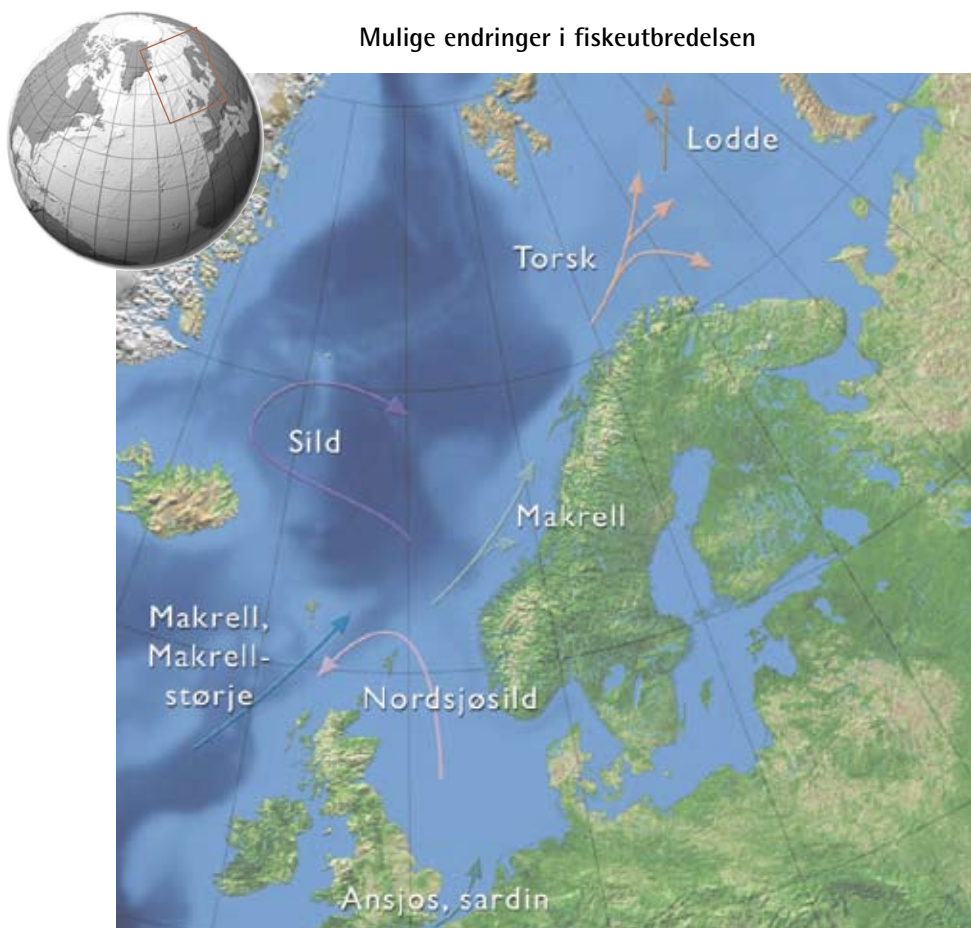 Mulige endringer i fiskeutbredelsen
Lodde
Torsk
Sild
Makrell
Makrell,
Makrell-
størje
Nordsjøsild
Ansjos, sardin